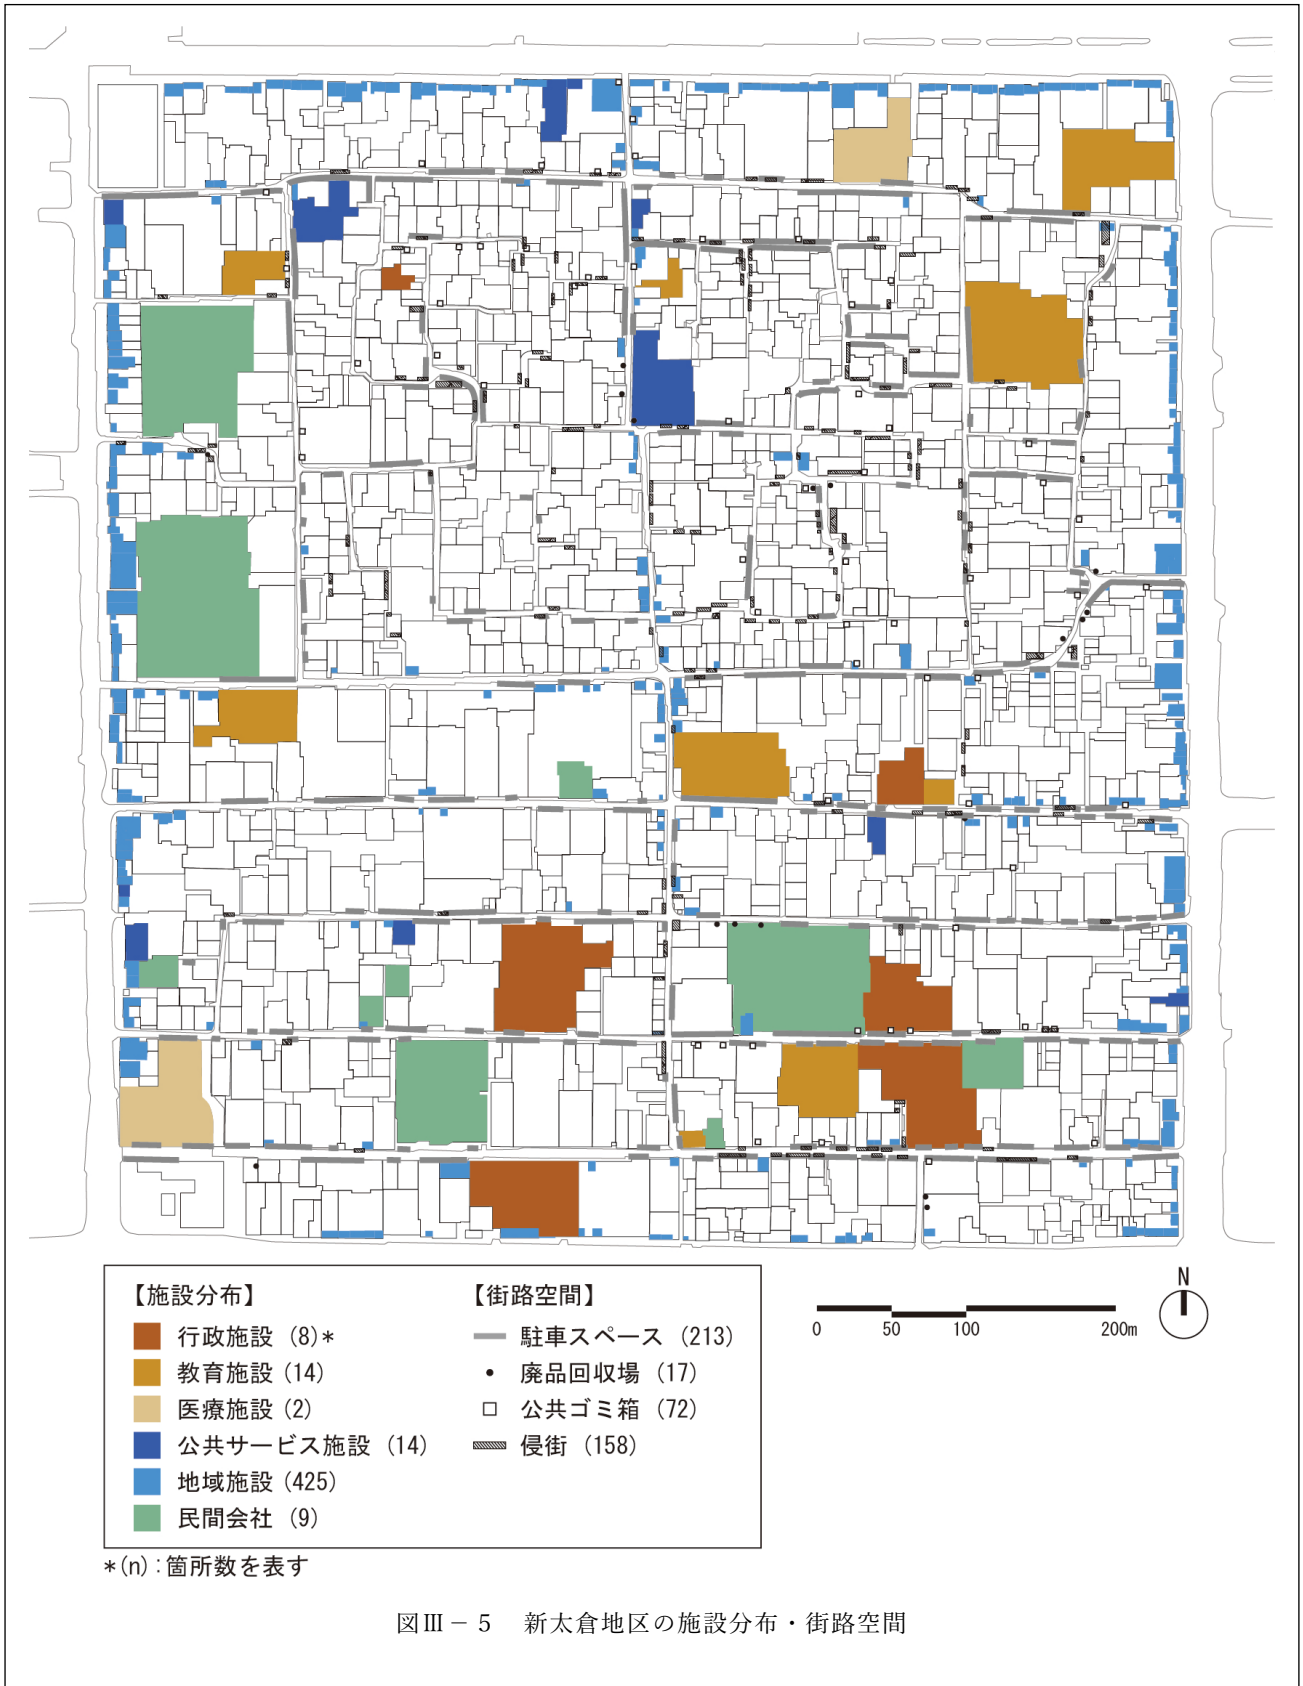 【施設分布】
行政施設 (8)*
教育施設 (14)
医療施設 (2)
公共サービス施設 (14)
地域施設 (425)
民間会社 (9)
【街路空間】
駐車スペース (213)
廃品回収場 (17)
公共ゴミ箱 (72)
侵街 (158)
N
0 50 100 200m
*(n):箇所数を表す
図Ⅲ－5 新太倉地区の施設分布・街路空間